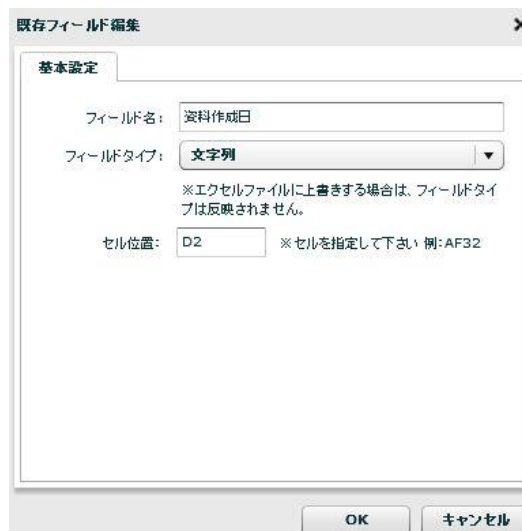 既存フィールド編集
基本設定
フィールド名: 資料作成日
フィールドタイプ: 文字列
※エクセルファイルに上書きする場合は、フィールドタイ
プは反映されません。
セル位置: D2 ※セルを指定して下さい 例:AF32
OK キャンセル